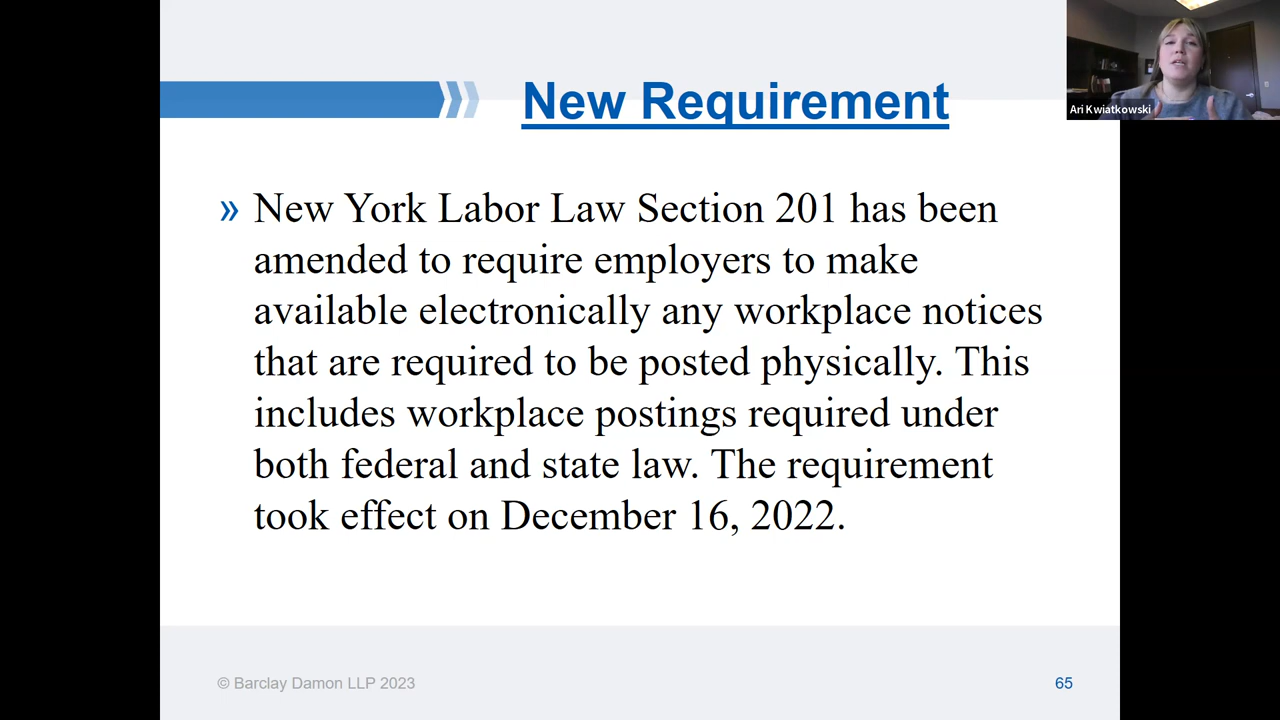 New Requirement
Ari Kwiatkowski
» New York Labor Law Section 201 has been
amended to require employers to make
available electronically any workplace notices
that are required to be posted physically. This
includes workplace postings required under
both federal and state law. The requirement
took effect on December 16, 2022.
© Barclay Damon LLP 2023
65